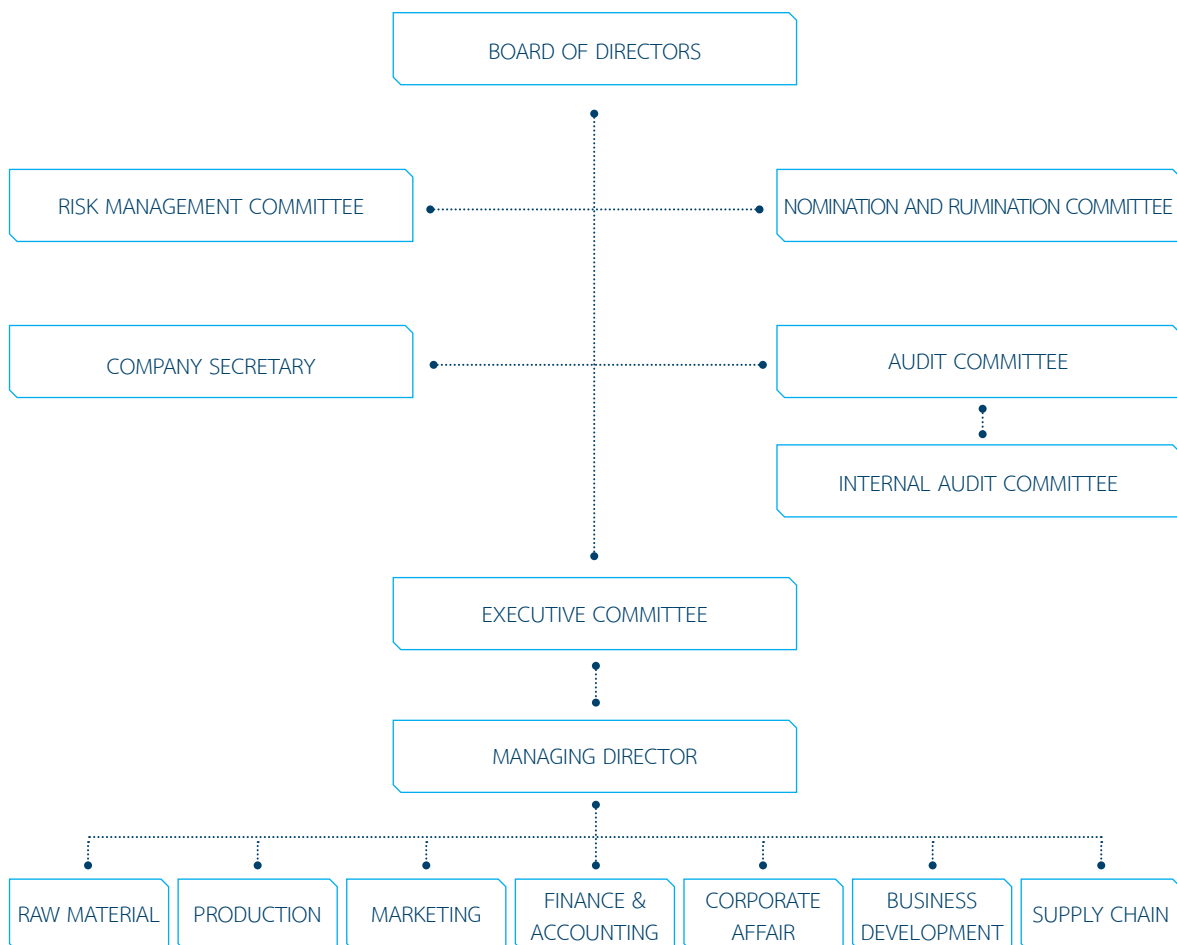 BOARD OF DIRECTORS
RISK MANAGEMENT COMMITTEE
NOMINATION AND RUMINATION COMMITTEE
COMPANY SECRETARY
AUDIT COMMITTEE
INTERNAL AUDIT COMMITTEE
EXECUTIVE COMMITTEE
MANAGING DIRECTOR
RAW MATERIAL
PRODUCTION
MARKETING
FINANCE &
ACCOUNTING
CORPORATE
AFFAIR
BUSINESS
DEVELOPMENT
SUPPLY CHAIN